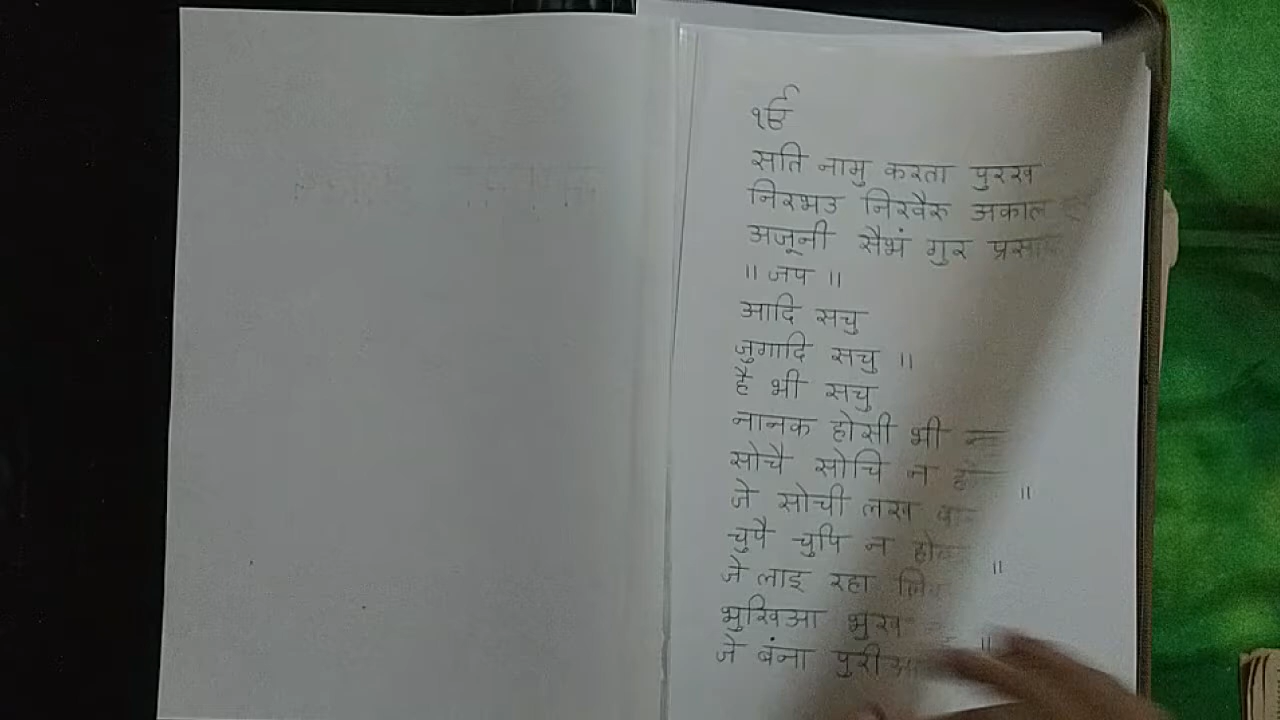 ੴ
सति नामु करता पुरख
निरभउ निरवैरु अकाल
अजूनी सैभं गुर
॥ जप ॥
आदि सचु
जुगादि सचु ॥
है भी सचु
नानक होसी भी
सोचै सोचि न
जे सोची लख ॥
चुपै चुपि न
जे लाइ रहा ॥
भुखिआ भुख
जे बंना ॥